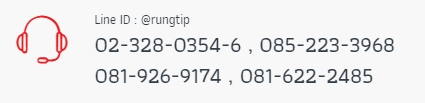 Line ID : @rungtip
02-328-0354-6 , 085-223-3968
081-926-9174 , 081-622-2485